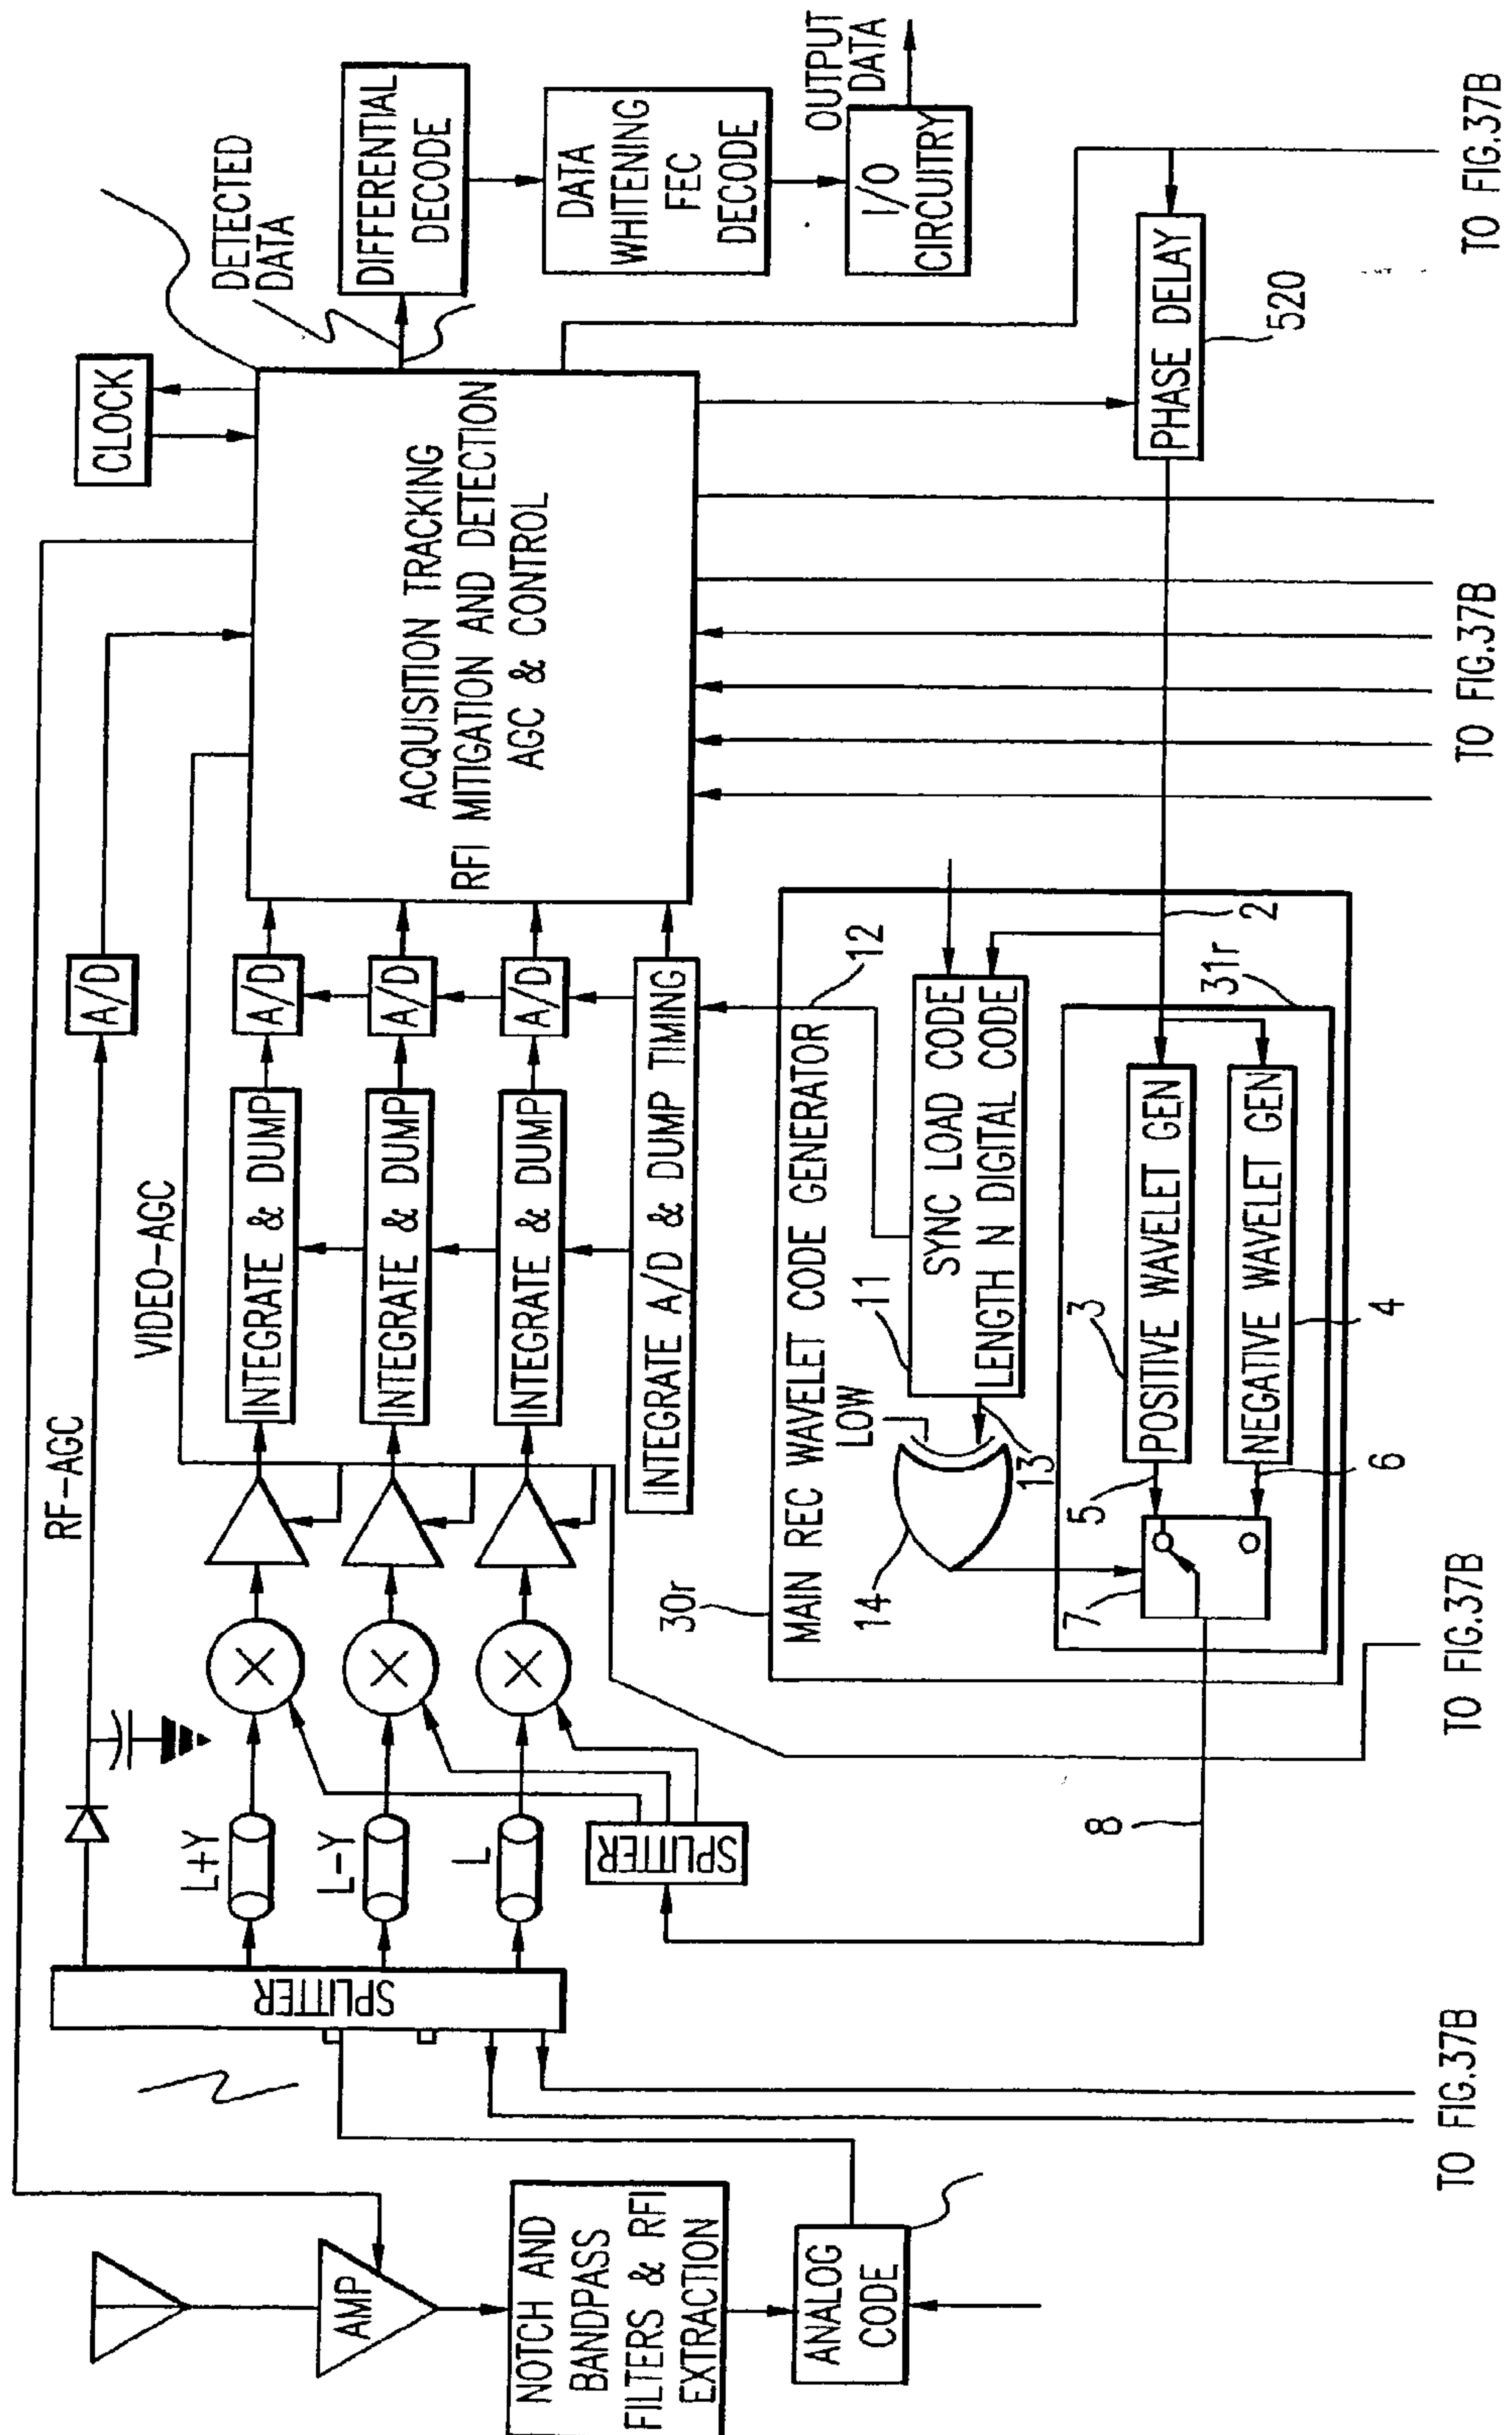 RF-AGC
A/D
CLOCK
VIDEO-AGC
DETECTED
DATA
AMP
NOTCH AND
BANDPASS
FILTERS & RFI
EXTRACTION
ANALOG
CODE
SPLITTER
L+Y
L-Y
L
SPLITTER
INTEGRATE & DUMP
INTEGRATE & DUMP
INTEGRATE & DUMP
INTEGRATE A/D & DUMP TIMING
A/D
A/D
A/D
ACQUISITION TRACKING
RFI MITIGATION AND DETECTION
AGC & CONTROL
DIFFERENTIAL
DECODE
DATA
WHITENING
FEC
DECODE
I/O
CIRCUITRY
OUTPUT
DATA
30r
MAIN REC WAVELET CODE GENERATOR
12
LOW
11
14
13
SYNC LOAD CODE
LENGTH N DIGITAL CODE
2
31r
3
POSITIVE WAVELET GEN
NEGATIVE WAVELET GEN
4
5
6
7
8
PHASE DELAY
520
TO FIG.37B
TO FIG.37B
TO FIG.37B
TO FIG.37B